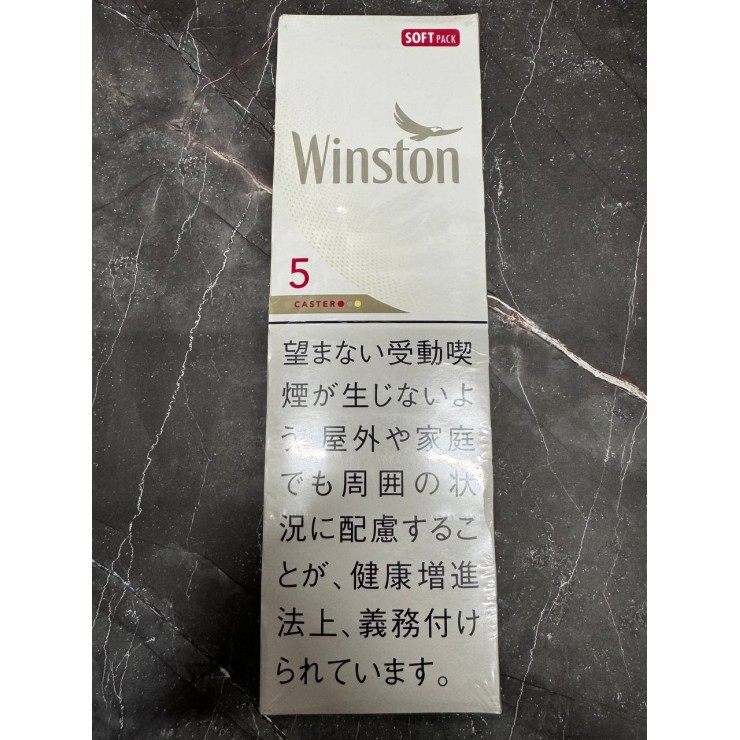 SOFT PACK
Winston
5
CASTER
望まない受動喫
煙が生じないよ
う、屋外や家庭
でも周囲の状
況に配慮するこ
とが、健康増進
法上、義務付け
られています。